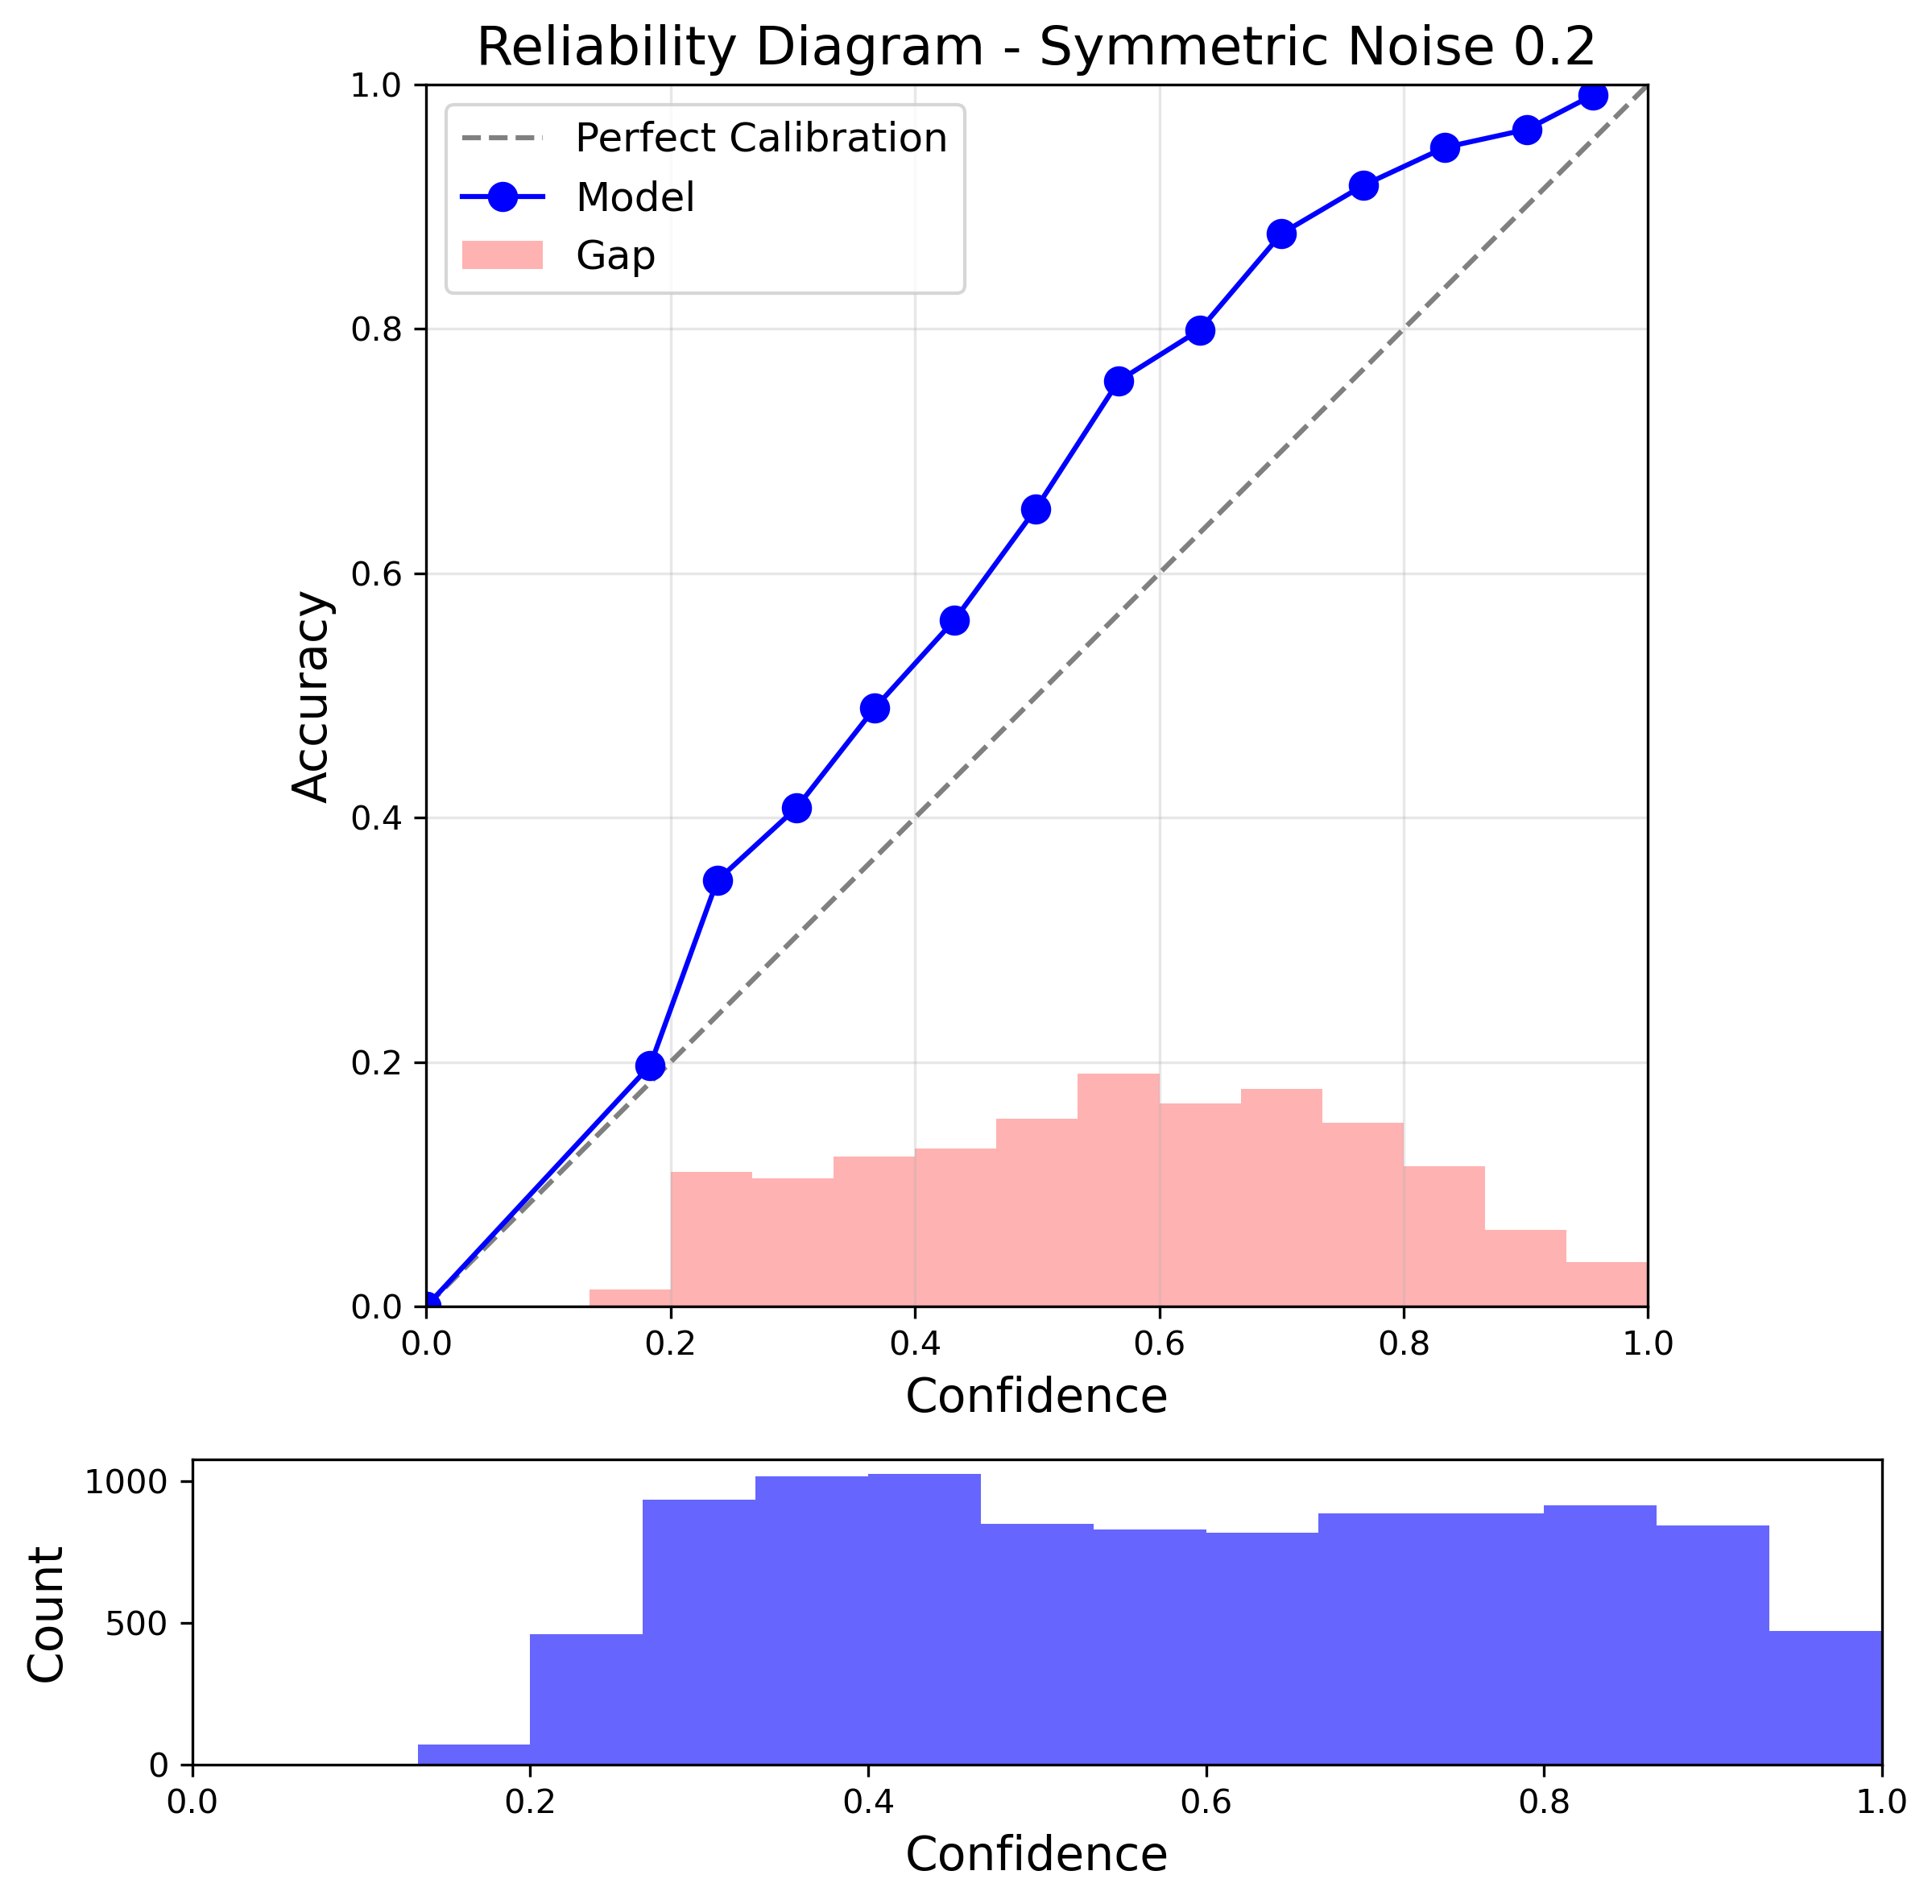 Reliability Diagram - Symmetric Noise 0.2
1.0
Perfect Calibration
Model
Gap
0.8
0.6
Accuracy
0.4
0.2
0.0
0.0 0.2 0.4 0.6 0.8 1.0
Confidence
1000
Count
500
0
0.0 0.2 0.4 0.6 0.8 1.0
Confidence